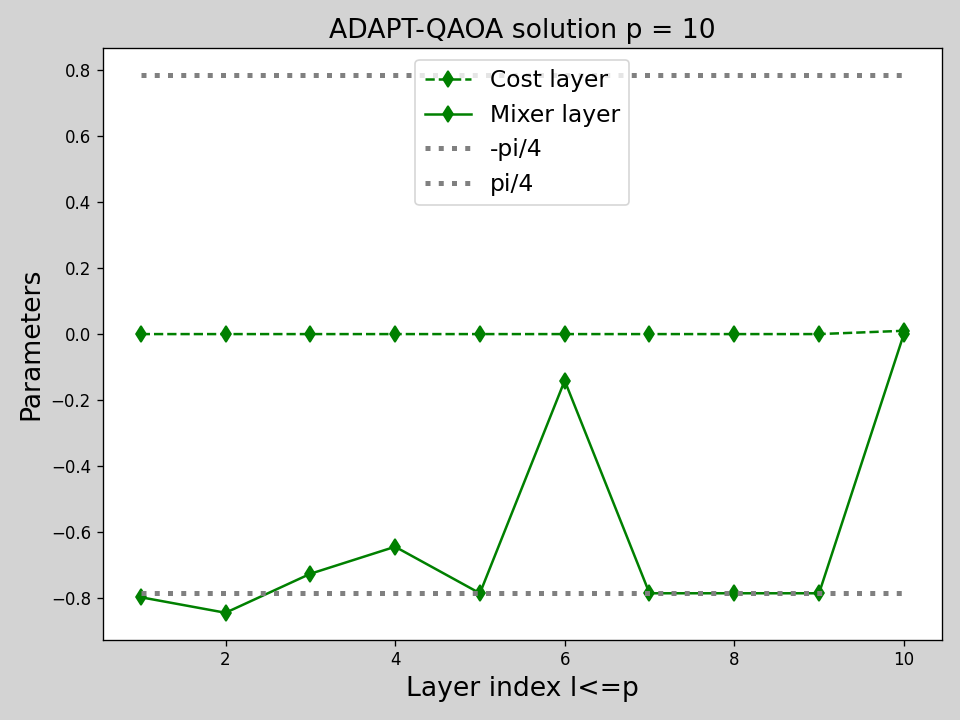 ADAPT-QAOA solution p = 10
Parameters
0.8
0.6
0.4
0.2
0.0
−0.2
−0.4
−0.6
−0.8
Cost layer
Mixer layer
-pi/4
pi/4
2
4
6
8
10
Layer index l<=p